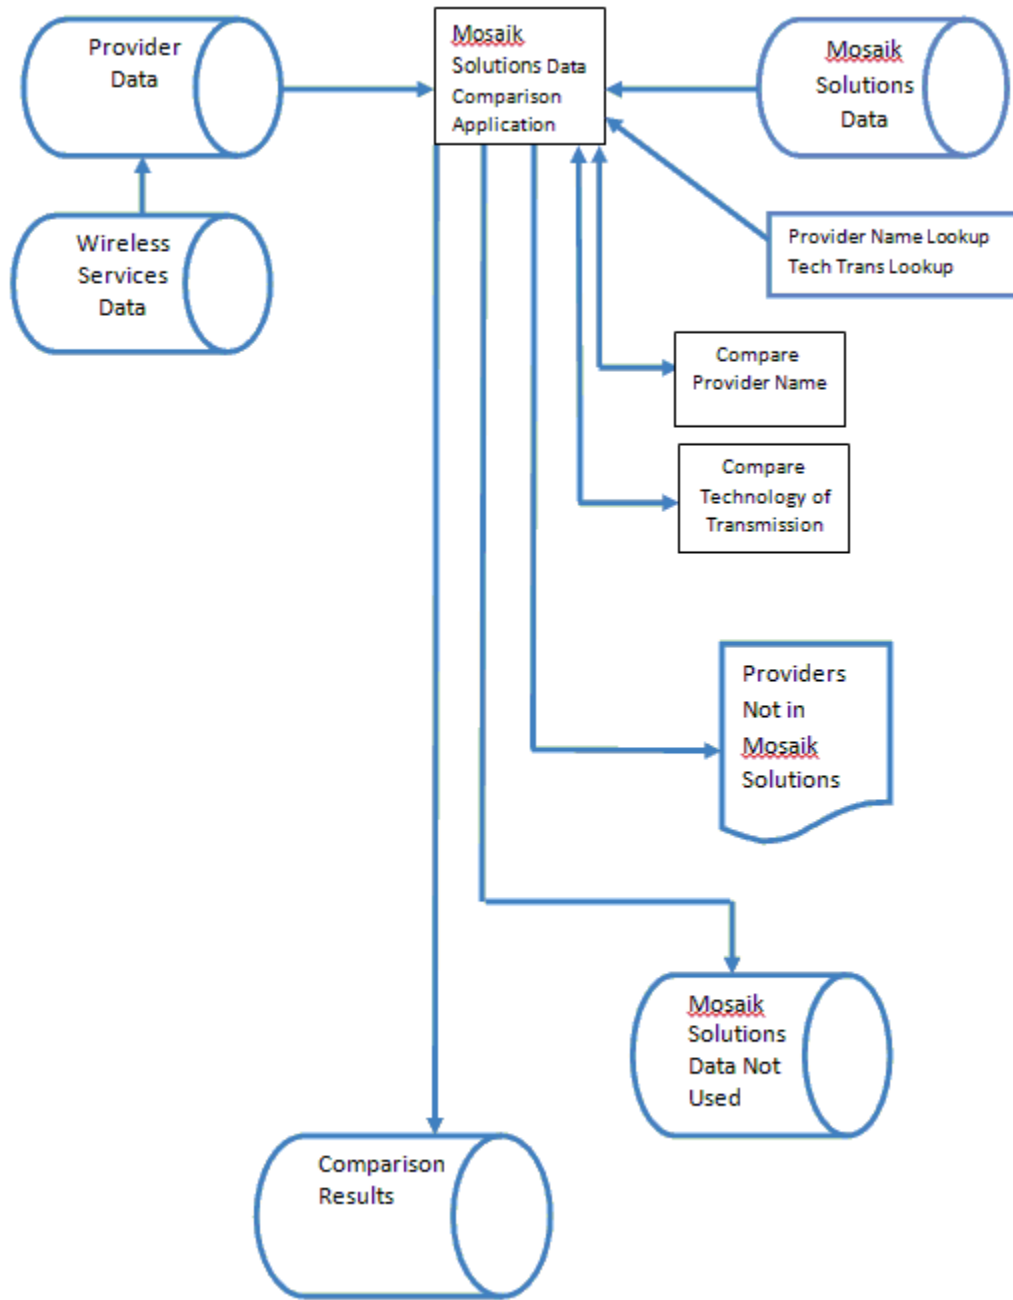 Provider
Data
Mosaik
Solutions Data
Comparison
Application
Mosaik
Solutions
Data
Wireless
Services
Data
Provider Name Lookup
Tech Trans Lookup
Compare
Provider Name
Compare
Technology of
Transmission
Providers
Not in
Mosaik
Solutions
Mosaik
Solutions
Data Not
Used
Comparison
Results